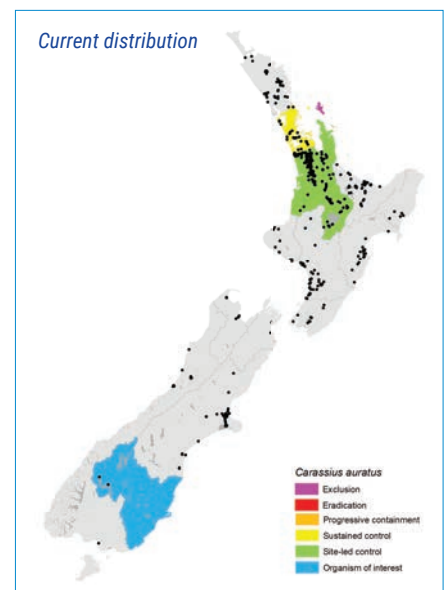 Current distribution
Carassius auratus
Exclusion
Eradication
Progressive containment
Sustained control
Site-led control
Organism of interest